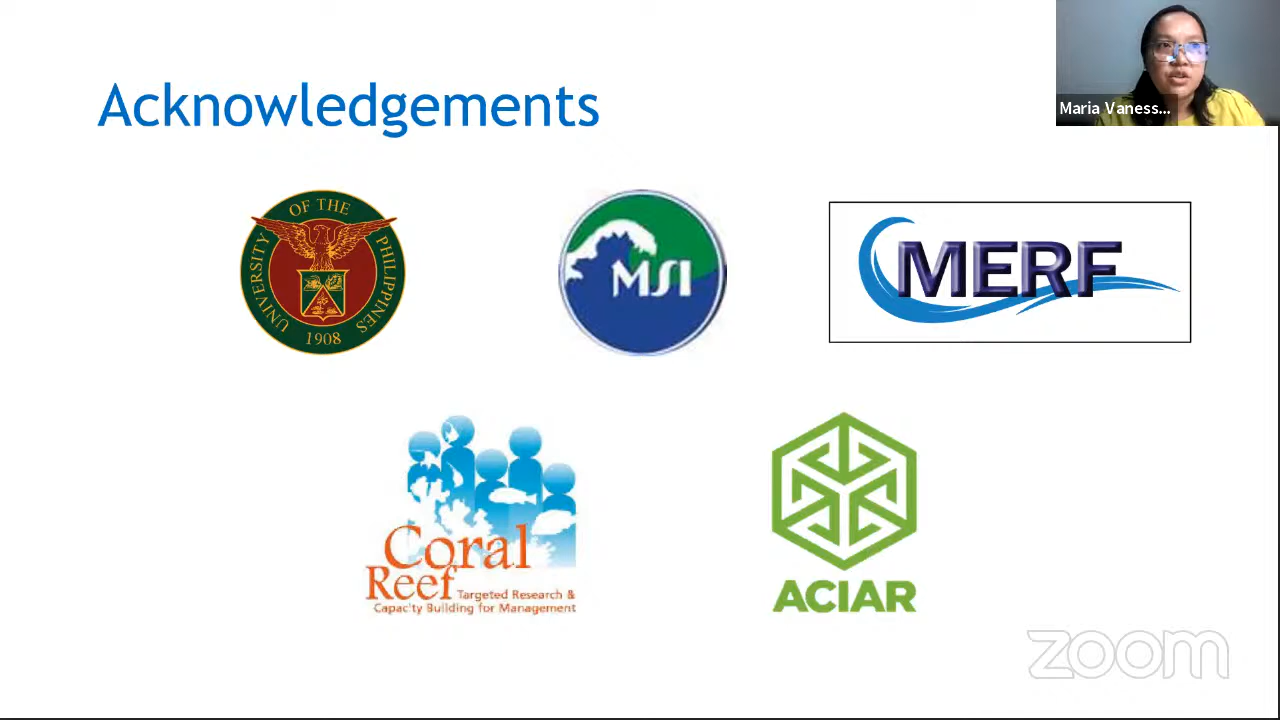 Maria Vaness...
Acknowledgements
UNIVERSITY OF THE PHILIPPINES
1908
MSI
MERF
Coral
Reef Targeted Research &
Capacity Building for Management
ACIAR
zoom